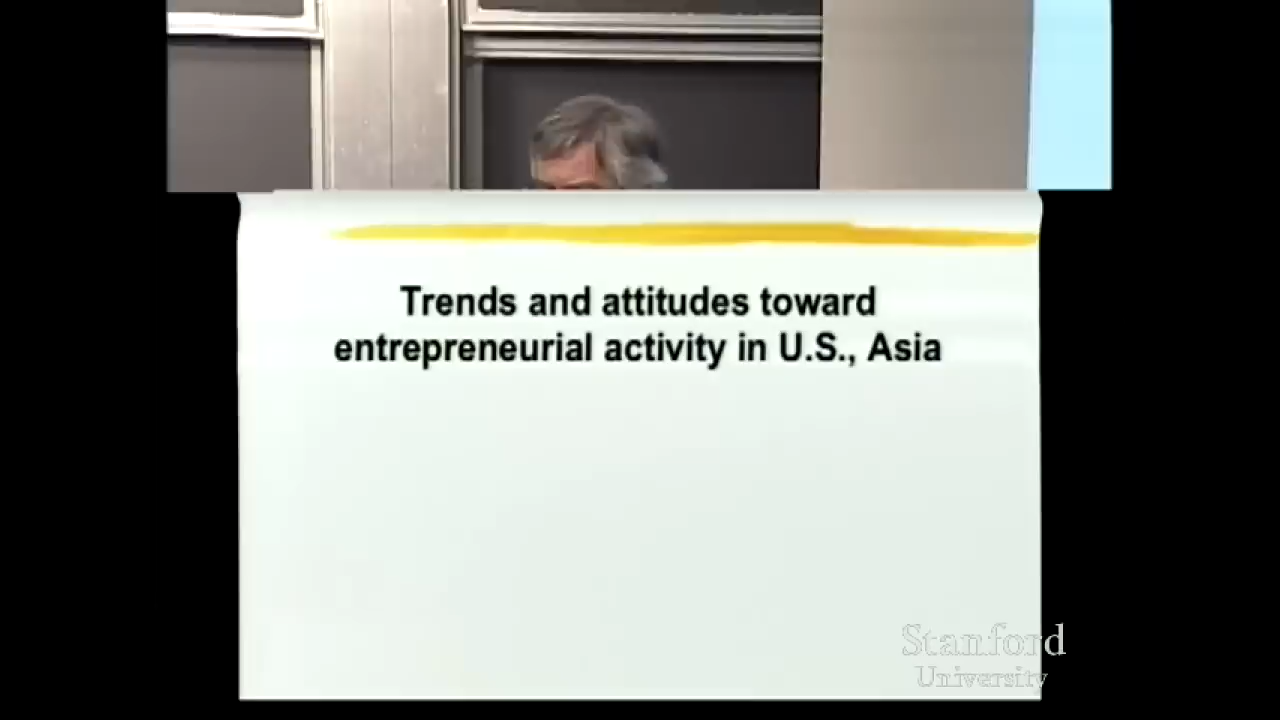 Trends and attitudes toward
entrepreneurial activity in U.S., Asia
Stanford
University